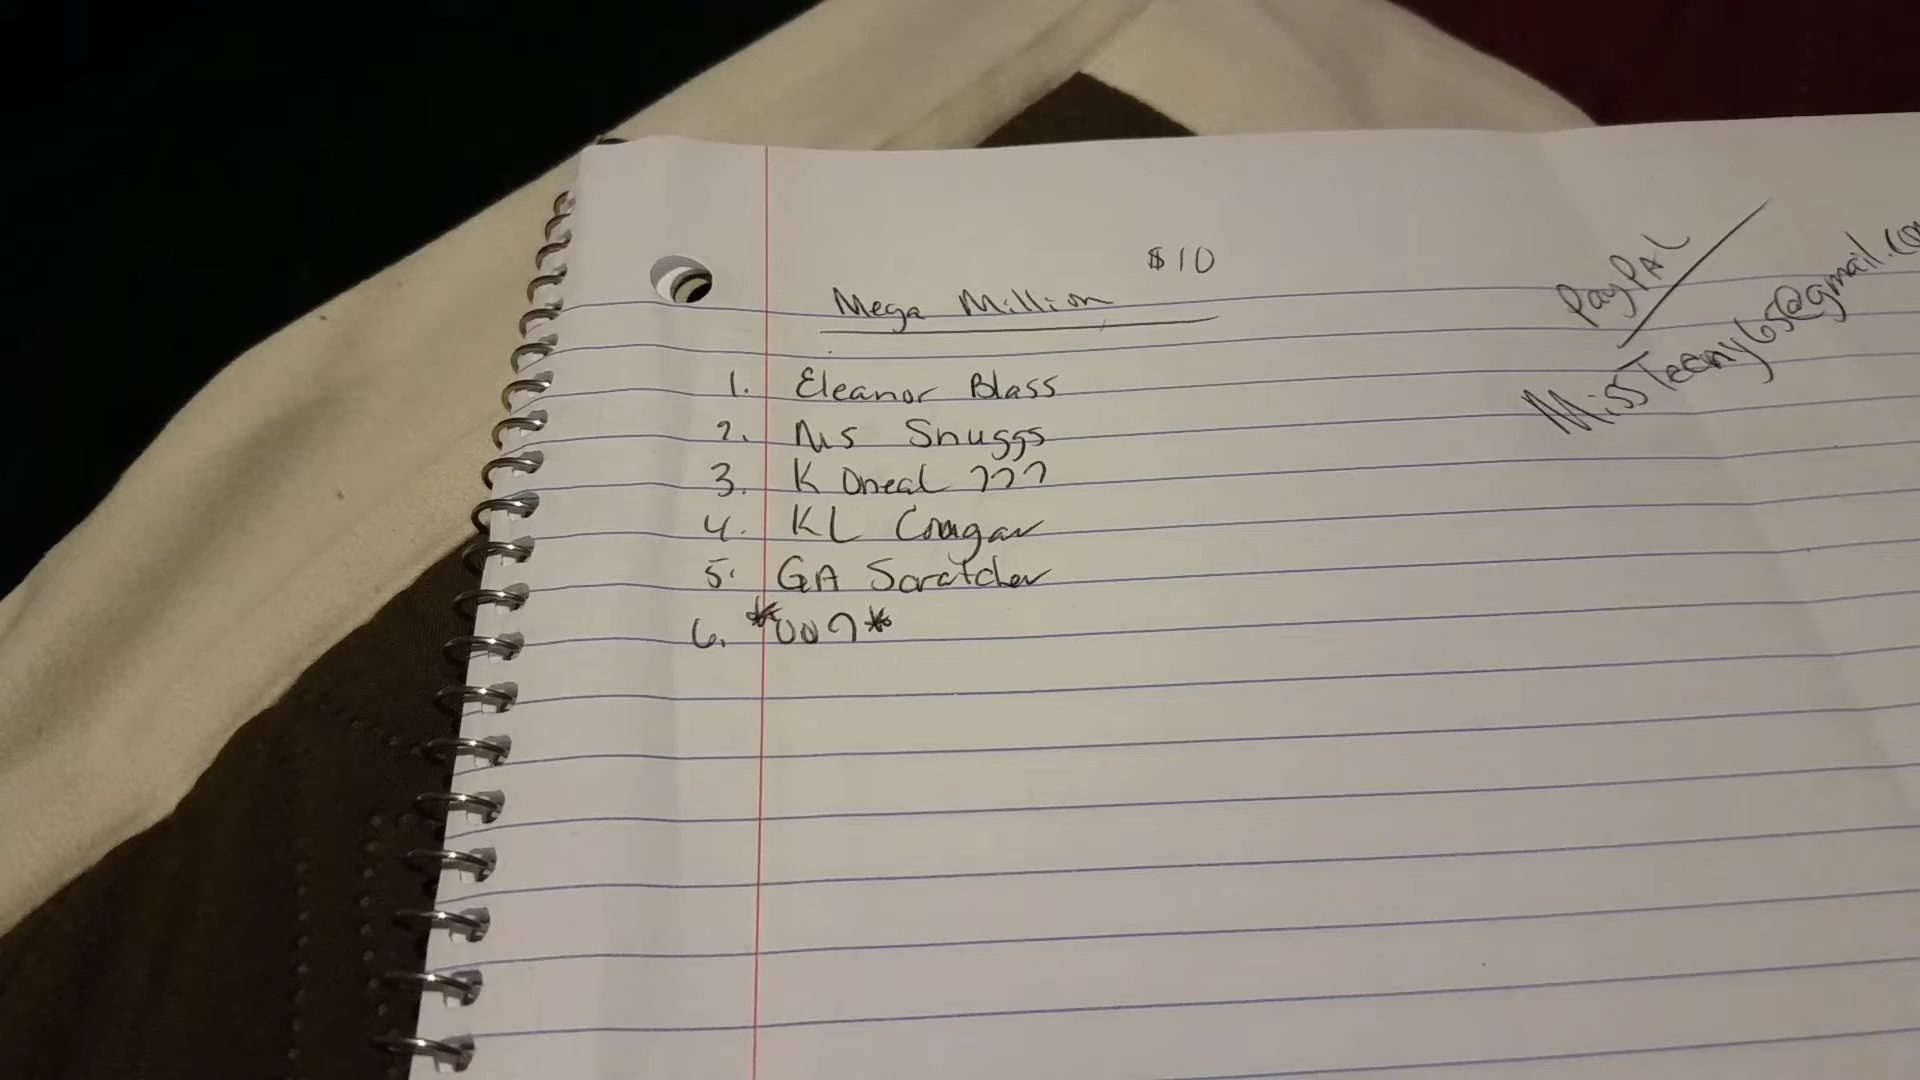 $10
Mega Million
1. Eleanor Blass
2. Ms Snuggs
3. K Oneal 777
4. KL Cougar
5. GA Scratcher
6. *007*
PayPAL
MissTeeny65@gmail.co